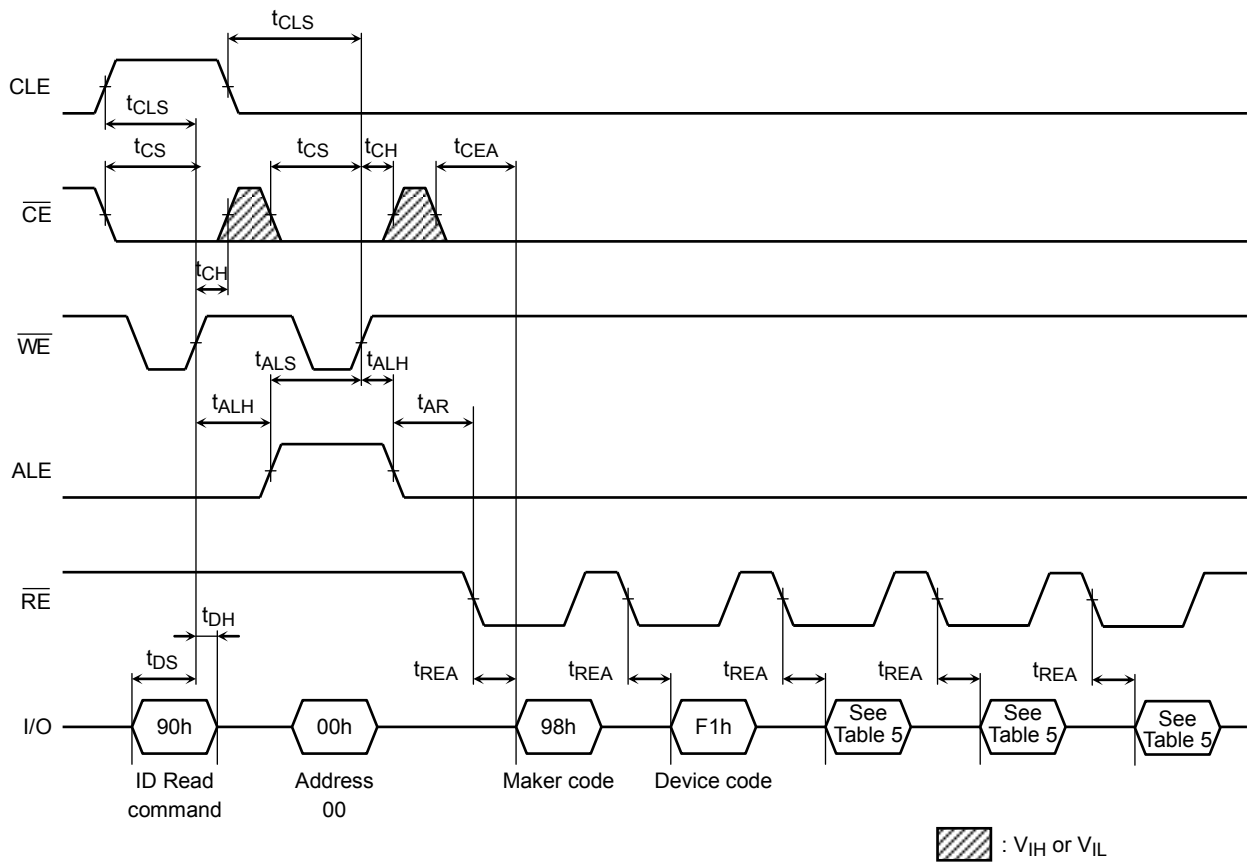 tCLS
CLE
tCLS
tCS
tCS
tCH
tCEA
CE
tCH
WE
tALS
tALH
tALH
tAR
ALE
RE
tDH
tDS
tREA
tREA
tREA
tREA
tREA
I/O
90h
00h
98h
F1h
See
Table 5
See
Table 5
See
Table 5
ID Read
command
Address
00
Maker code
Device code
: VIH or VIL